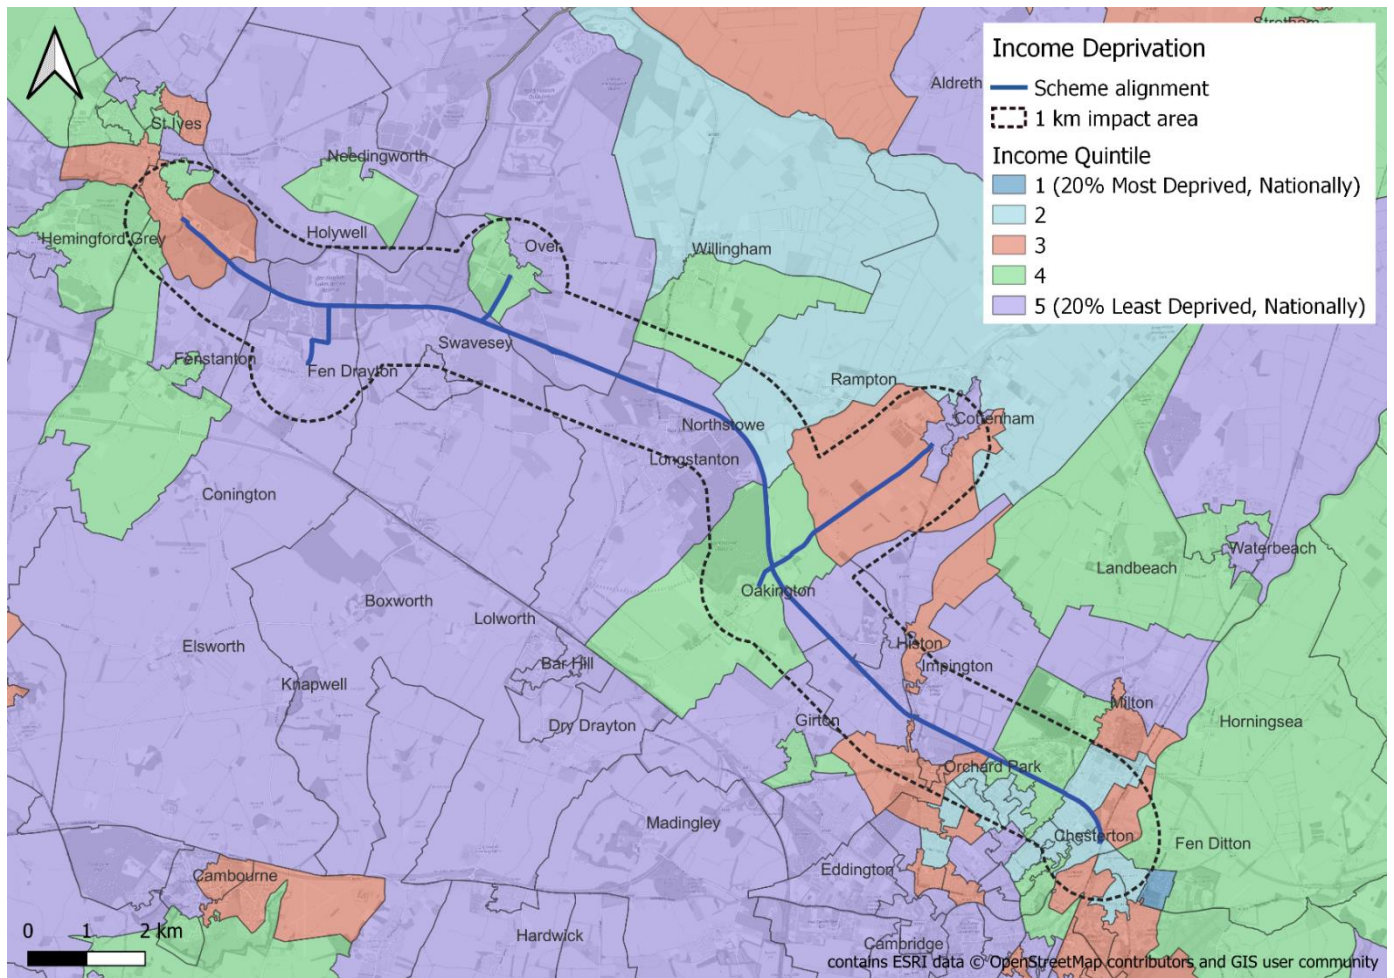 Income Deprivation
Scheme alignment
1 km impact area
Income Quintile
1 (20% Most Deprived, Nationally)
2
3
4
5 (20% Least Deprived, Nationally)
Stretham
Aldreth
St Ives
Needingworth
Hemingford Grey
Holywell
Over
Willingham
Fenstanton
Fen Drayton
Swavesey
Rampton
Cottenham
Northstowe
Longstanton
Conington
Waterbeach
Landbeach
Oakington
Boxworth
Lolworth
Elsworth
Histon
Impington
Bar Hill
Knapwell
Dry Drayton
Girton
Milton
Horningsea
Orchard Park
Madingley
Chesterton
Fen Ditton
Eddington
Cambourne
Hardwick
Cambridge
0 1 2 km
contains ESRI data © OpenStreetMap contributors and GIS user community